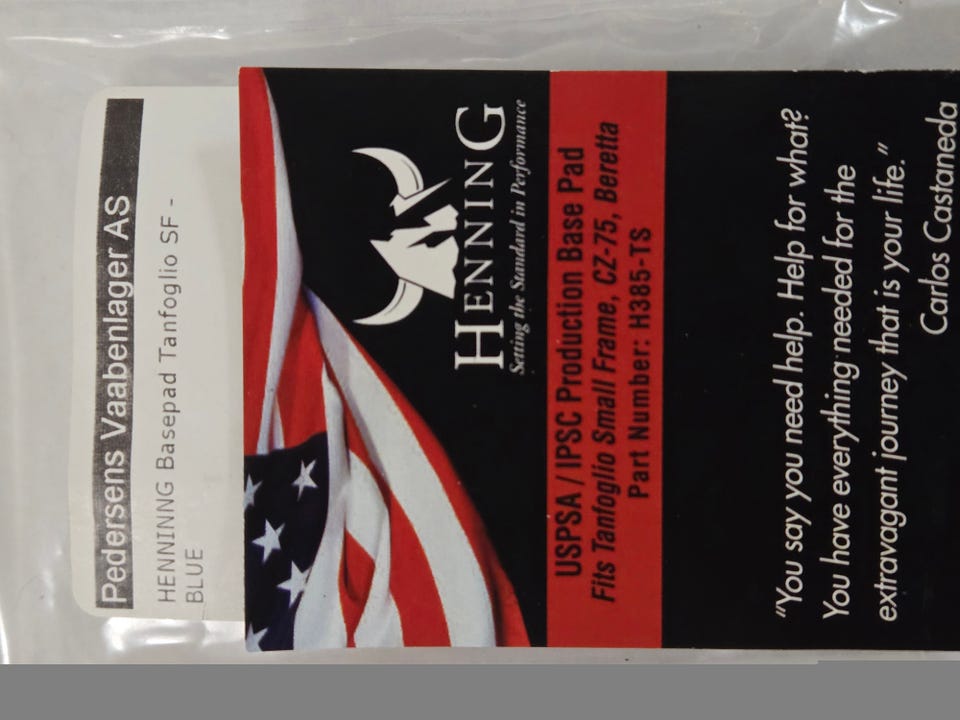 Pedersens Vaabenlager AS
HENNINNG Basepad Tanfoglio SF -
BLUE
HENNING
Setting the Standard in Performance
USPSA / IPSC Production Base Pad
Fits Tanfoglio Small Frame, CZ-75, Beretta
Part Number: H385-TS
"You say you need help. Help for what?
You have everything needed for the
extravagant journey that is your life."
Carlos Castaneda